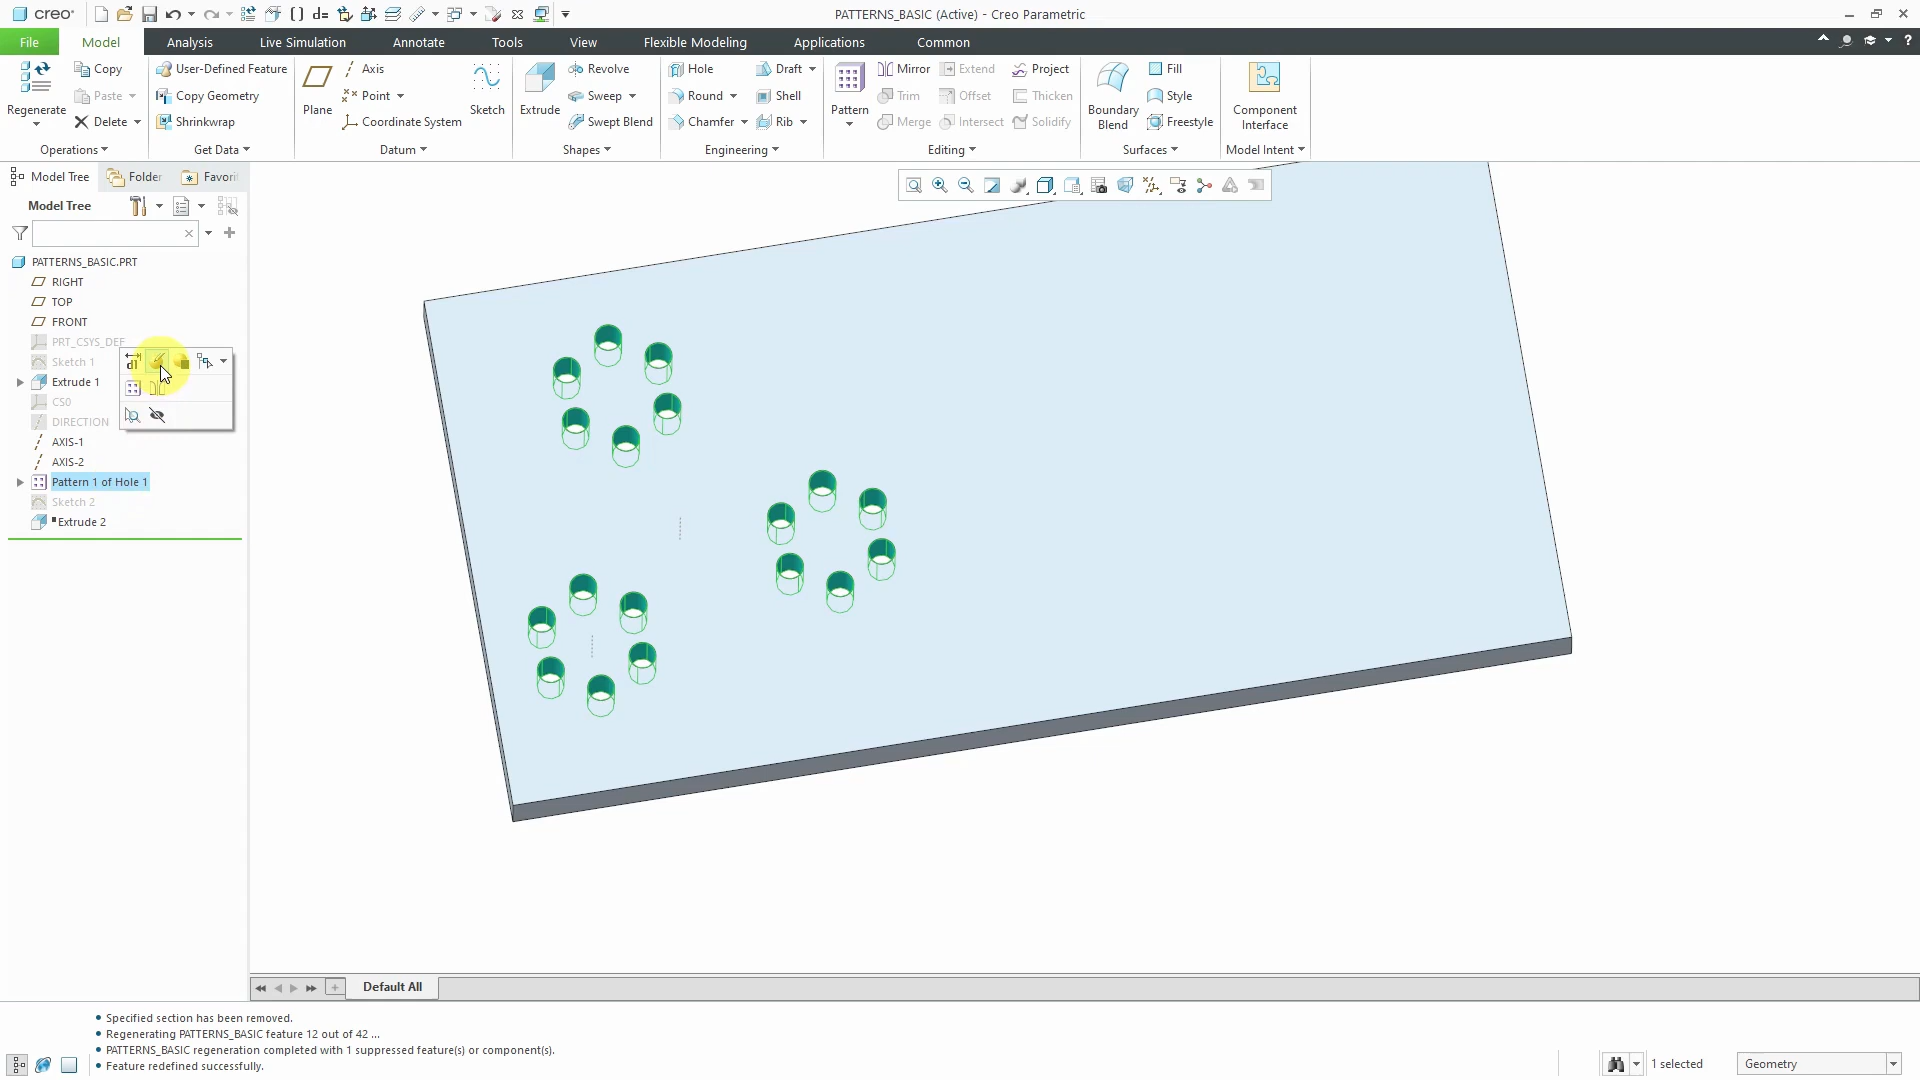 creo
PATTERNS_BASIC (Active) - Creo Parametric
File
Model
Analysis
Live Simulation
Annotate
Tools
View
Flexible Modeling
Applications
Common
Regenerate
Copy
Paste
Delete
Operations
User-Defined Feature
Copy Geometry
Shrinkwrap
Get Data
Plane
Axis
Point
Coordinate System
Sketch
Datum
Extrude
Revolve
Sweep
Swept Blend
Shapes
Hole
Round
Chamfer
Draft
Shell
Rib
Engineering
Pattern
Mirror
Trim
Merge
Extend
Offset
Intersect
Project
Thicken
Solidify
Editing
Boundary Blend
Fill
Style
Freestyle
Surfaces
Component Interface
Model Intent
Model Tree
Folder
Favori
Model Tree
PATTERNS_BASIC.PRT
RIGHT
TOP
FRONT
PRT_CSYS_DEF
Sketch 1
Extrude 1
CS0
DIRECTION
AXIS-1
AXIS-2
Pattern 1 of Hole 1
Sketch 2
Extrude 2
Default All
Specified section has been removed.
Regenerating PATTERNS_BASIC feature 12 out of 42 ...
PATTERNS_BASIC regeneration completed with 1 suppressed feature(s) or component(s).
Feature redefined successfully.
1 selected
Geometry